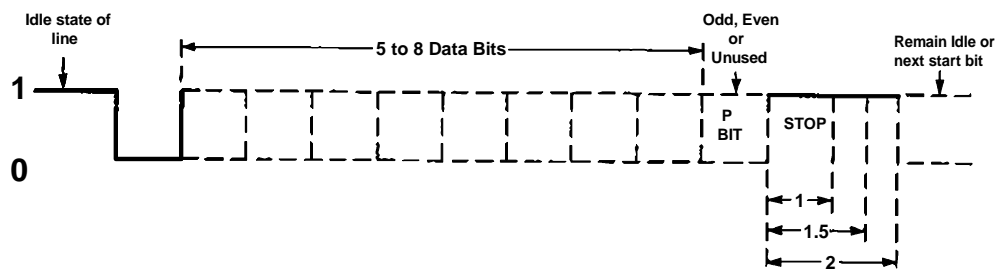 Idle state of
line
5 to 8 Data Bits
Odd, Even
or
Unused
Remain Idle or
next start bit
1
0
P
BIT
STOP
1
1.5
2